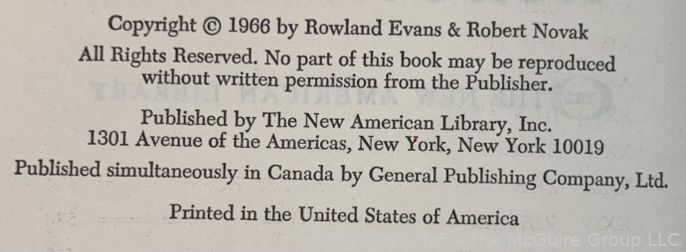 Copyright © 1966 by Rowland Evans & Robert Novak
All Rights Reserved. No part of this book may be reproduced
without written permission from the Publisher.
Published by The New American Library, Inc.
1301 Avenue of the Americas, New York, New York 10019
Published simultaneously in Canada by General Publishing Company, Ltd.
Printed in the United States of America
The McGuire Group LLC